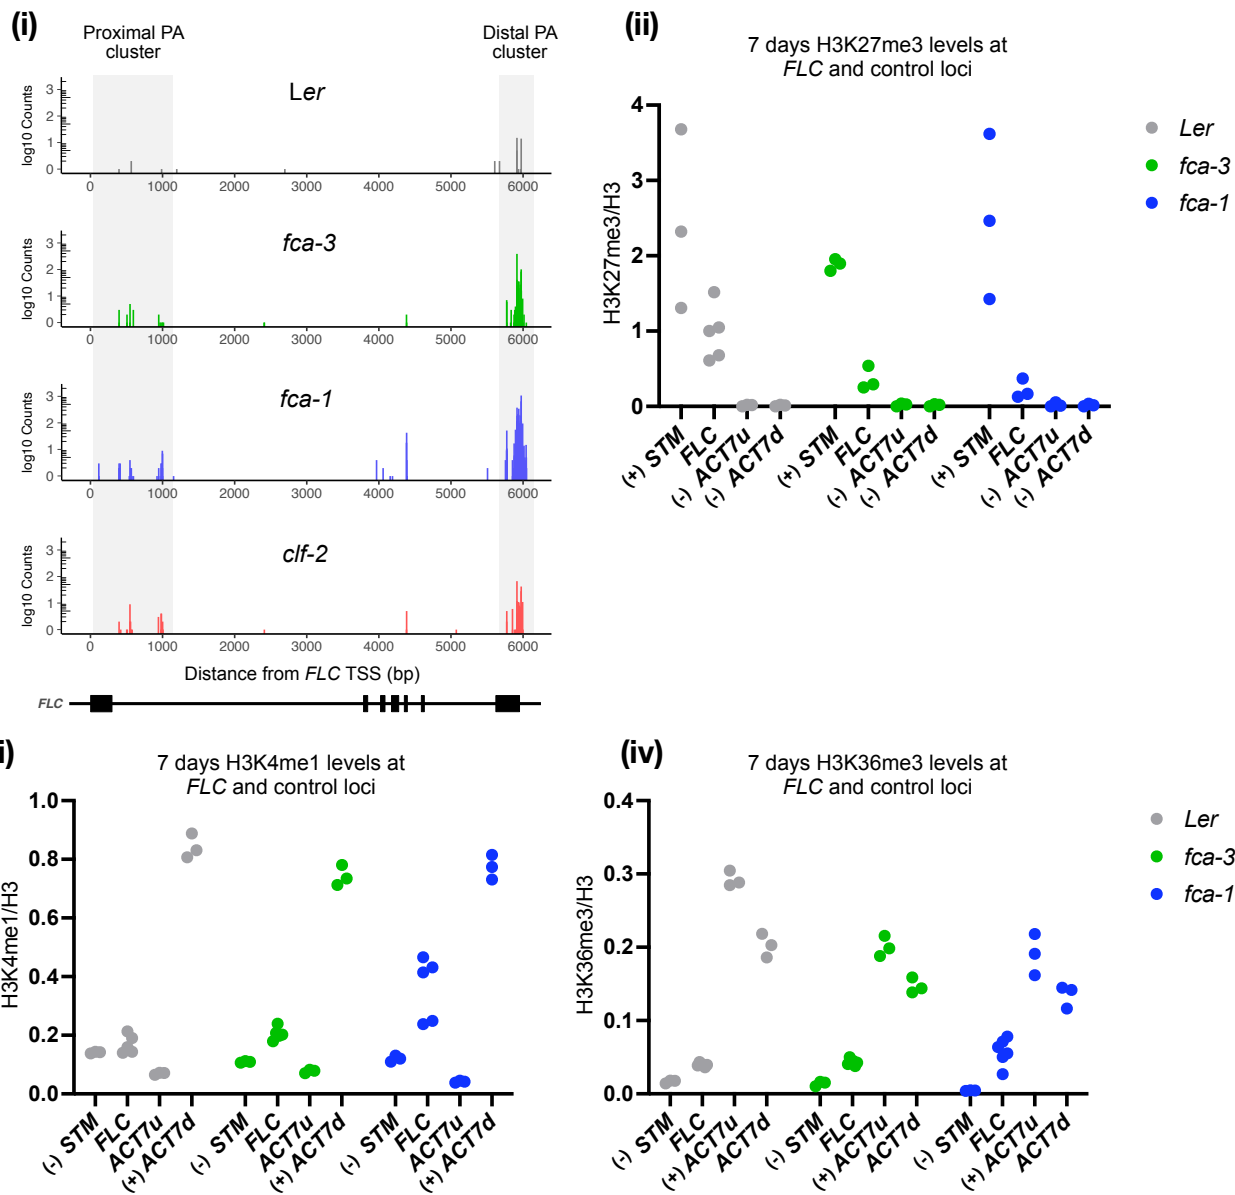 (i)
Proximal PA
cluster
Distal PA
cluster
Ler
log10 Counts
3
2
1
0
0 1000 2000 3000 4000 5000 6000
fca-3
log10 Counts
3
2
1
0
0 1000 2000 3000 4000 5000 6000
fca-1
log10 Counts
3
2
1
0
0 1000 2000 3000 4000 5000 6000
clf-2
log10 Counts
3
2
1
0
0 1000 2000 3000 4000 5000 6000
Distance from FLC TSS (bp)
FLC
(ii)
7 days H3K27me3 levels at
FLC and control loci
H3K27me3/H3
4
3
2
1
0
(+) STM FLC (-) ACT7u (-) ACT7d (+) STM FLC (-) ACT7u (-) ACT7d (+) STM FLC (-) ACT7u (-) ACT7d
Ler
fca-3
fca-1
i)
7 days H3K4me1 levels at
FLC and control loci
H3K4me1/H3
1.0
0.8
0.6
0.4
0.2
0.0
(-) STM FLC ACT7u (+) ACT7d (-) STM FLC ACT7u (+) ACT7d (-) STM FLC ACT7u (+) ACT7d
(iv)
7 days H3K36me3 levels at
FLC and control loci
H3K36me3/H3
0.4
0.3
0.2
0.1
0.0
(-) STM FLC (+) ACT7u ACT7d (-) STM FLC (+) ACT7u ACT7d (-) STM FLC (+) ACT7u ACT7d
Ler
fca-3
fca-1